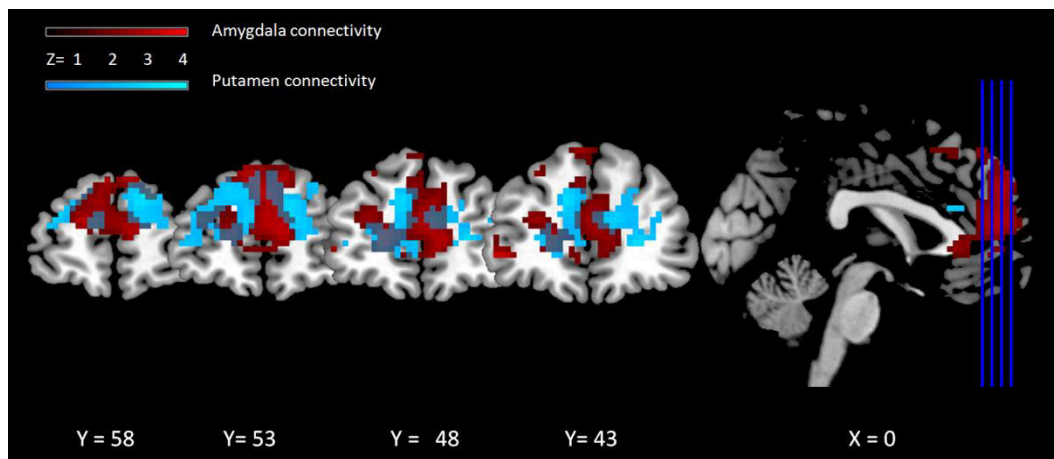 Amygdala connectivity
Z= 1 2 3 4
Putamen connectivity
Y = 58 Y= 53 Y = 48 Y= 43 X = 0